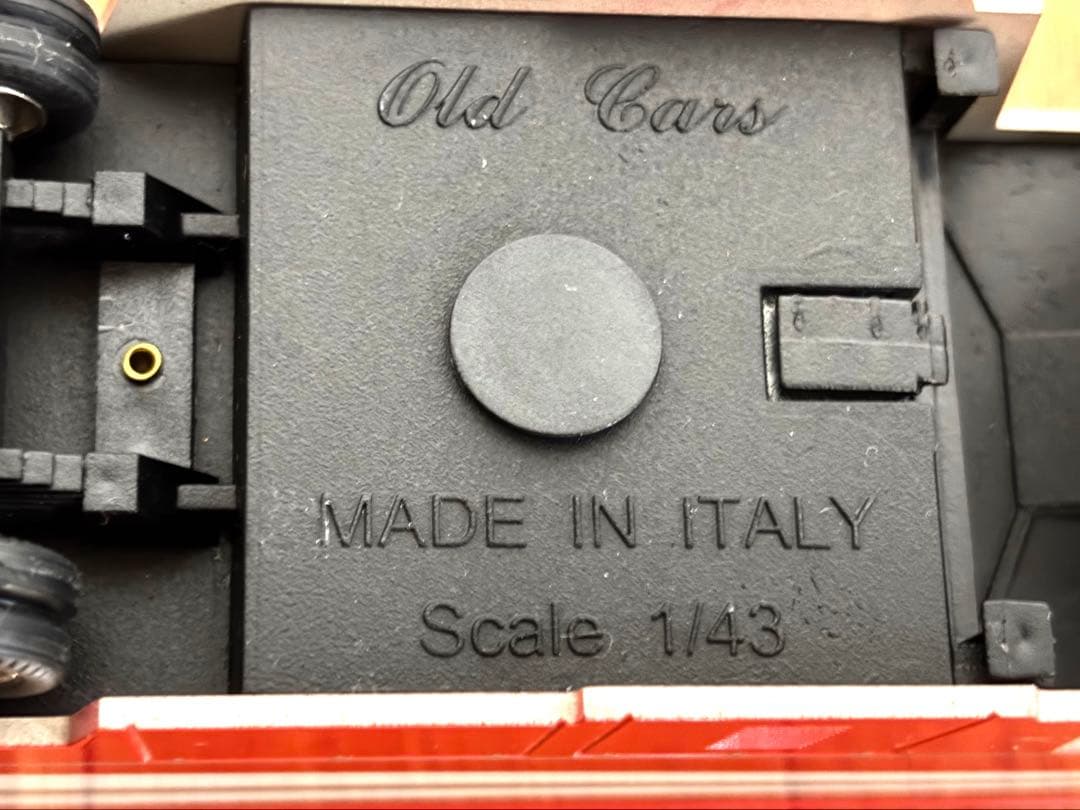 Old Cars
MADE IN ITALY
Scale 1/43